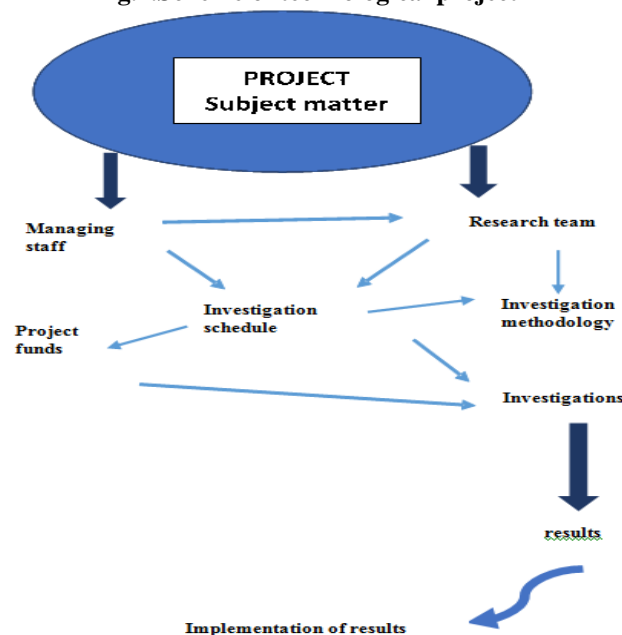 PROJECT
Subject matter
Managing
staff
Research team
Investigation
schedule
Investigation
methodology
Project
funds
Investigations
results
Implementation of results